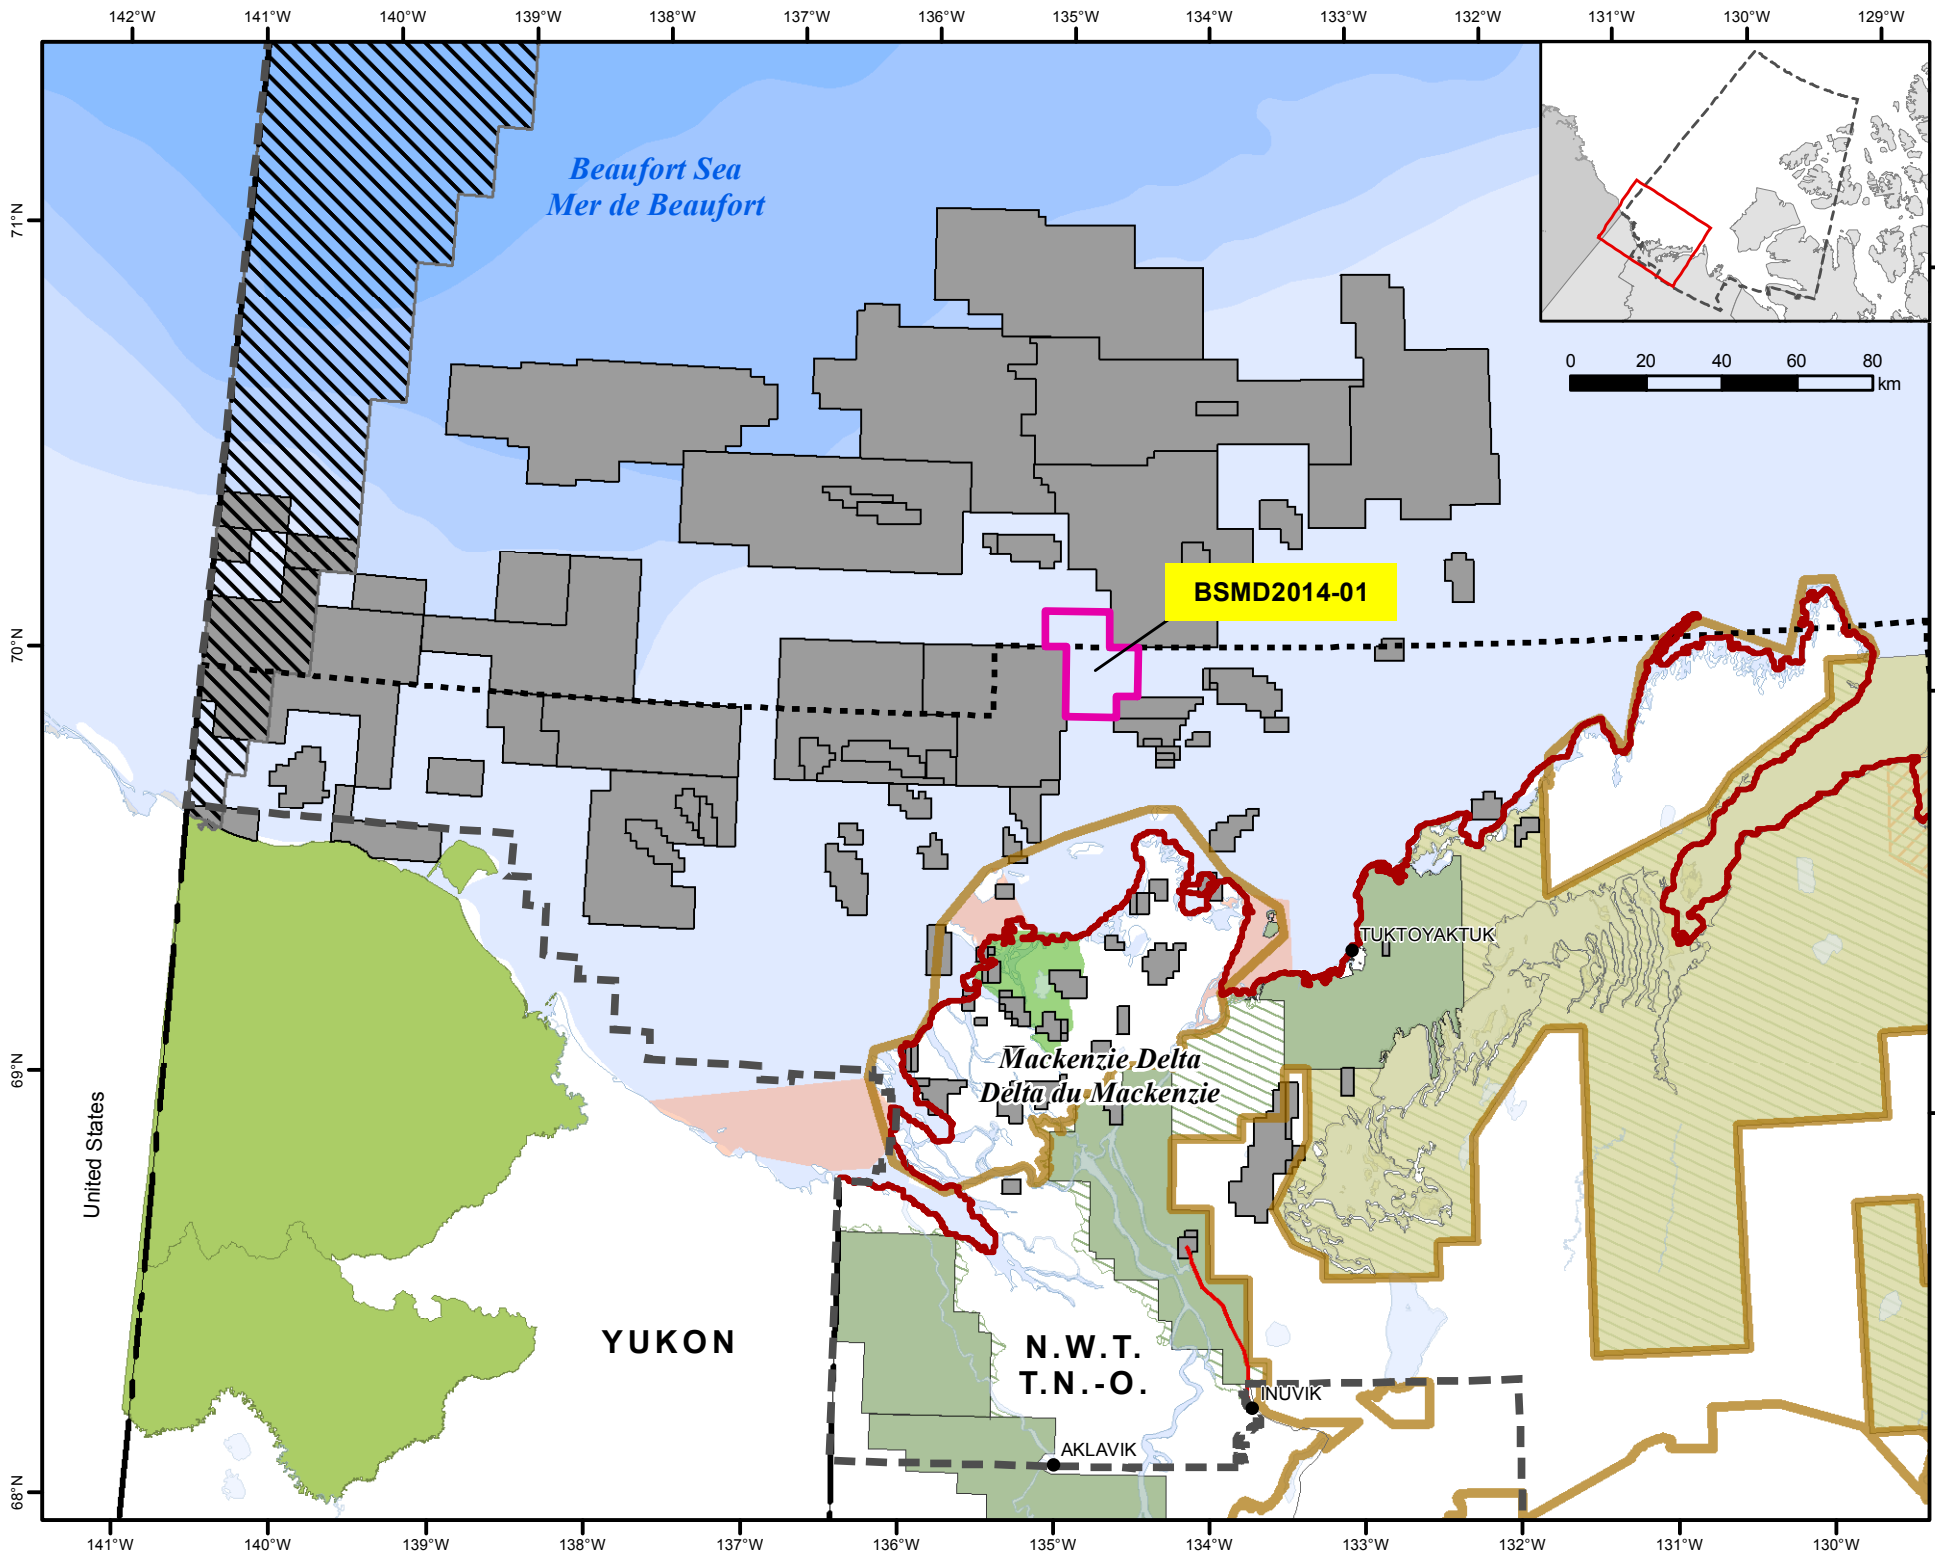 142°W 141°W 140°W 139°W 138°W 137°W 136°W 135°W 134°W 133°W 132°W 131°W 130°W 129°W
Beaufort Sea
Mer de Beaufort
71°N
0 20 40 60 80
km
BSMD2014-01
70°N
TUKTOYAKTUK
Mackenzie Delta
Delta du Mackenzie
69°N
United States
YUKON
N.W.T.
T.N.-O.
INUVIK
AKLAVIK
68°N
141°W 140°W 139°W 138°W 137°W 136°W 135°W 134°W 133°W 132°W 131°W 130°W